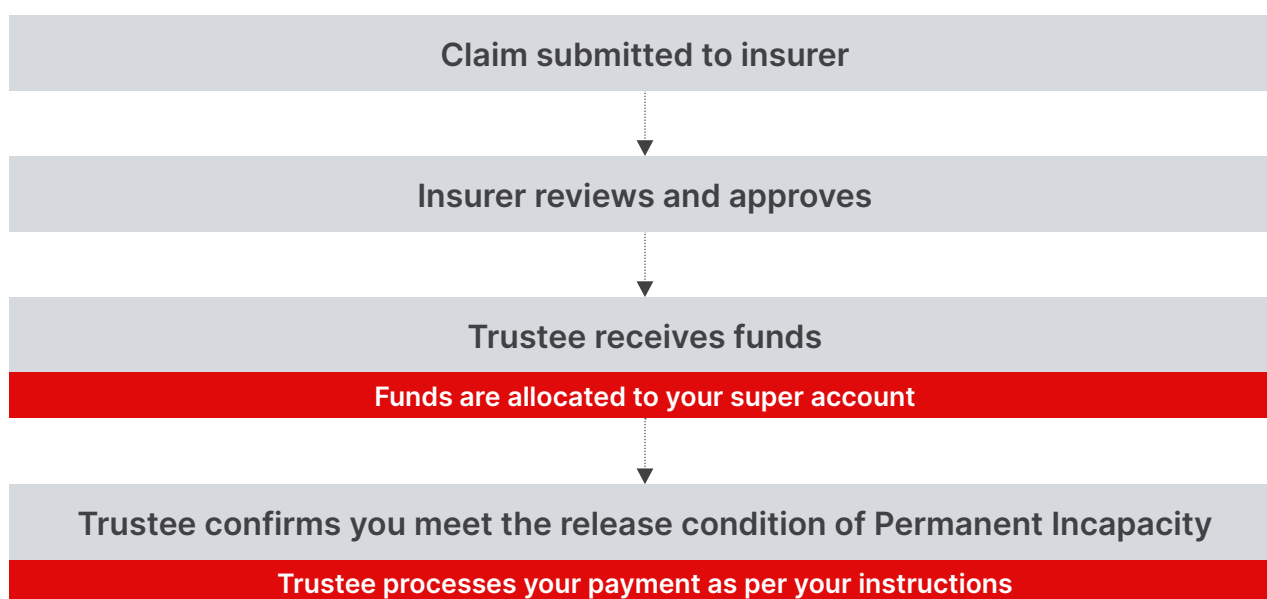 Claim submitted to insurer
Insurer reviews and approves
Trustee receives funds
Funds are allocated to your super account
Trustee confirms you meet the release condition of Permanent Incapacity
Trustee processes your payment as per your instructions